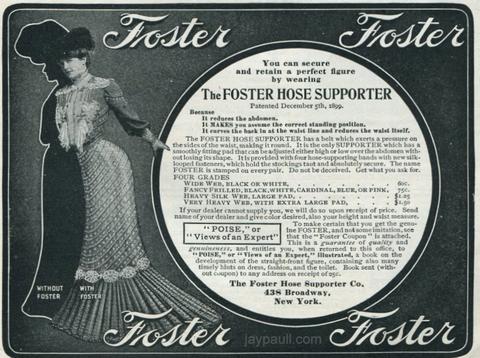 Foster Foster
You can secure
and retain a perfect figure
by wearing
The FOSTER HOSE SUPPORTER
Patented December 5th, 1899.
Because
It reduces the abdomen.
It MAKES you assume the correct standing position.
It curves the back in at the waist line and reduces the waist itself.
The FOSTER HOSE SUPPORTER has a belt which exerts a pressure on
the sides of the waist, making it round. It is the only SUPPORTER which has a
smoothly fitting pad that can be adjusted either high or low over the abdomen with-
out losing its shape. It is provided with four hose-supporting bands with new silk-
looped fasteners, which hold the stockings fast and absolutely secure. The name
FOSTER is stamped on every pair. Do not be deceived. Get what you ask for.
FOUR GRADES
WIDE WEB, BLACK OR WHITE, . . . . . 60c.
FANCY FRILLED, BLACK, WHITE, CARDINAL, BLUE, OR PINK, 75c.
HEAVY SILK WEB, LARGE PAD, . . . . $1.25
VERY HEAVY WEB, WITH EXTRA LARGE PAD, . . $1.50
If your dealer cannot supply you, we will do so upon receipt of price. Send
name of your dealer and give color desired, also your height and waist measure.
"POISE," or
"Views of an Expert"
To make certain that you get the genu-
ine FOSTER, and not some imitation, see
that the "Foster Coupon" is attached.
This is a guarantee of quality and
genuineness, and entitles you, when returned to this office, to
"POISE," or "Views of an Expert," illustrated, a book on the
development of the straight-front figure, containing also many
timely hints on dress, fashion, and the toilet. Book sent (with-
out coupon) to any address on receipt of 25c.
The Foster Hose Supporter Co.
438 Broadway,
New York.
WITHOUT FOSTER
WITH FOSTER
Foster Foster
jaypaull.com